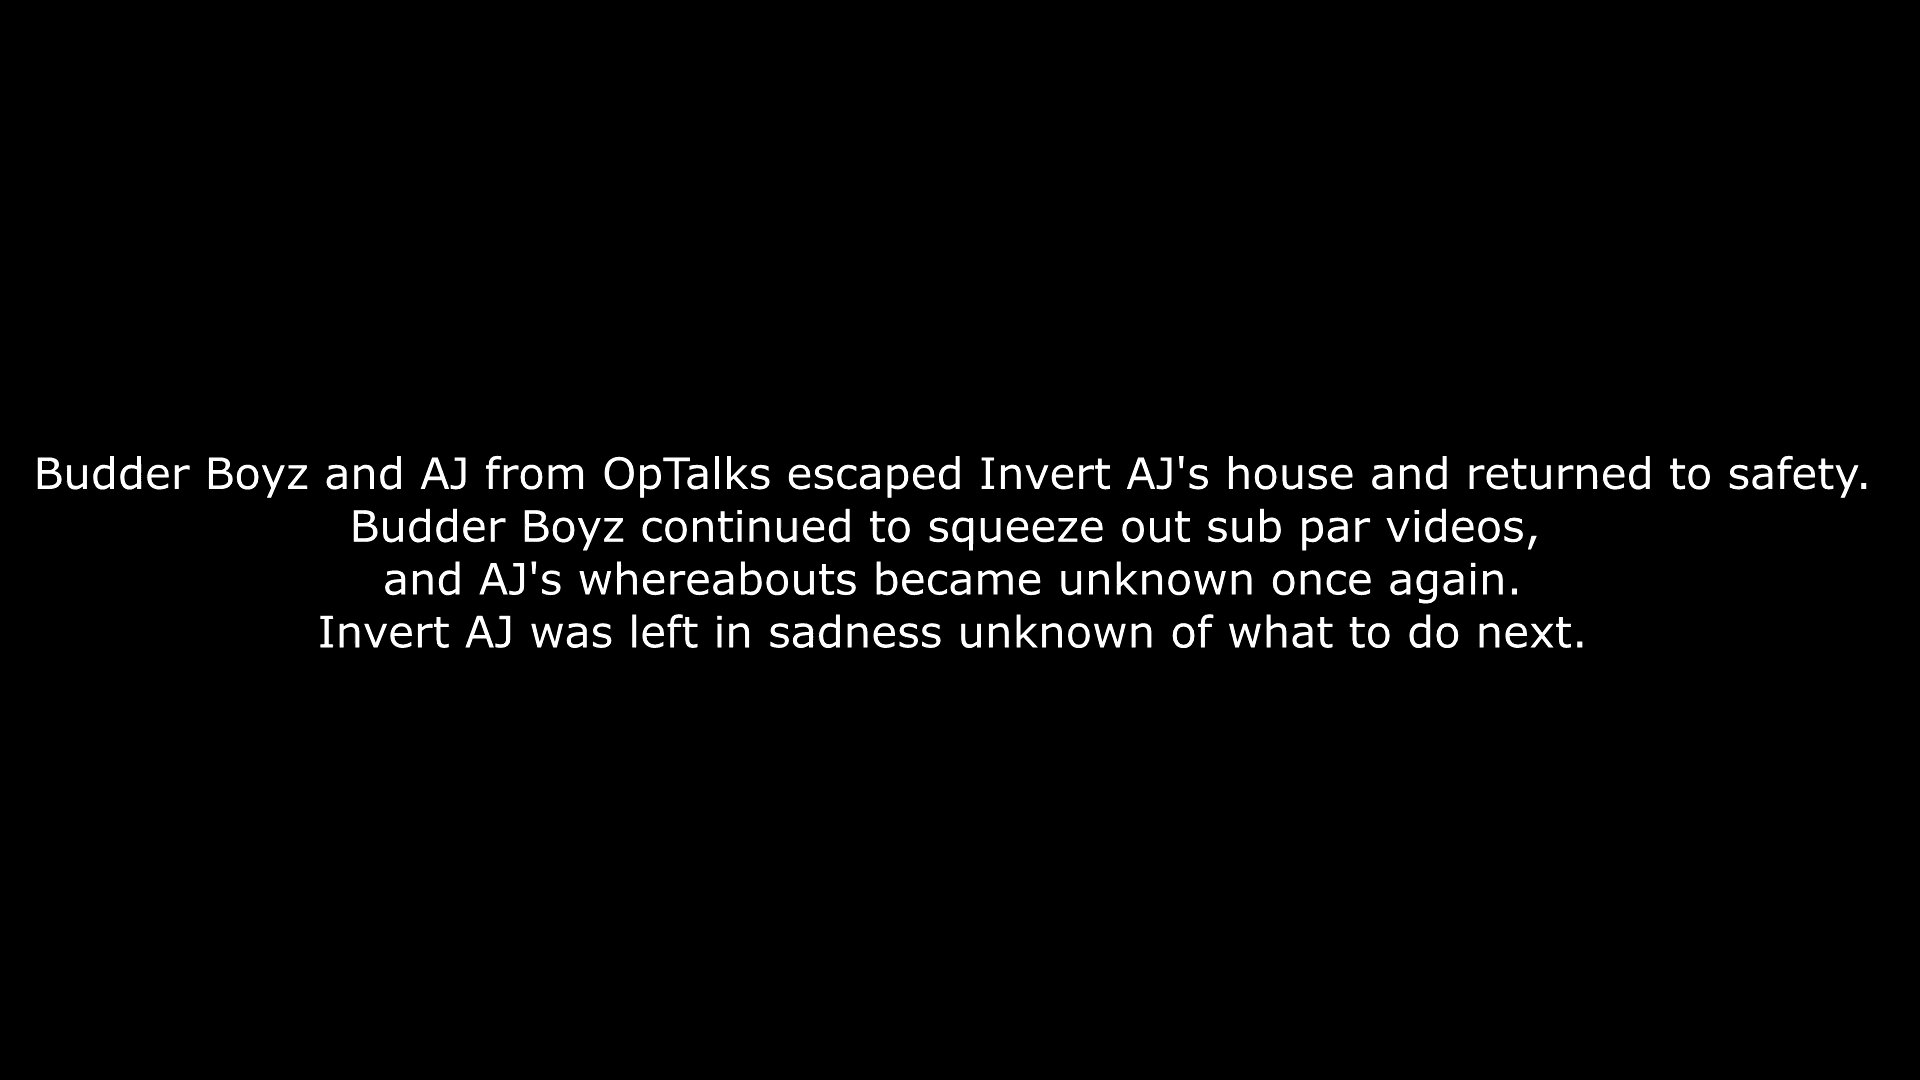 Budder Boyz and AJ from OpTalks escaped Invert AJ's house and returned to safety.
Budder Boyz continued to squeeze out sub par videos,
and AJ's whereabouts became unknown once again.
Invert AJ was left in sadness unknown of what to do next.